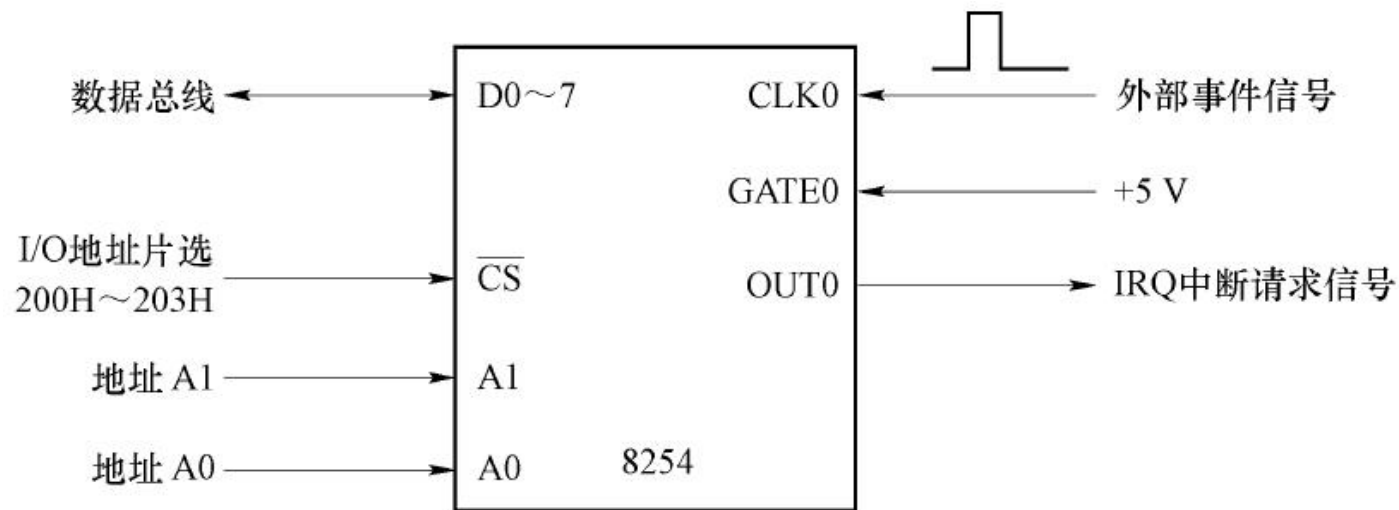 数据总线
D0～7
CLK0
外部事件信号
GATE0
+5 V
I/O地址片选
200H～203H
CS
OUT0
IRQ中断请求信号
地址 A1
A1
地址 A0
A0
8254